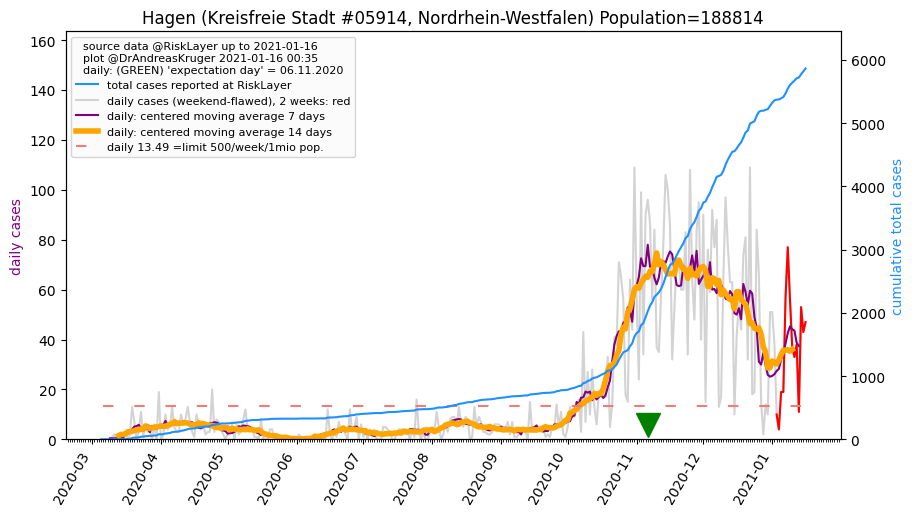 Hagen (Kreisfreie Stadt #05914, Nordrhein-Westfalen) Population=188814
source data @RiskLayer up to 2021-01-16
plot @DrAndreasKruger 2021-01-16 00:35
daily: (GREEN) 'expectation day' = 06.11.2020
total cases reported at RiskLayer
daily cases (weekend-flawed), 2 weeks: red
daily: centered moving average 7 days
daily: centered moving average 14 days
daily 13.49 =limit 500/week/1mio pop.
daily cases
160
140
120
100
80
60
40
20
0
cumulative total cases
6000
5000
4000
3000
2000
1000
0
2020-03
2020-04
2020-05
2020-06
2020-07
2020-08
2020-09
2020-10
2020-11
2020-12
2021-01